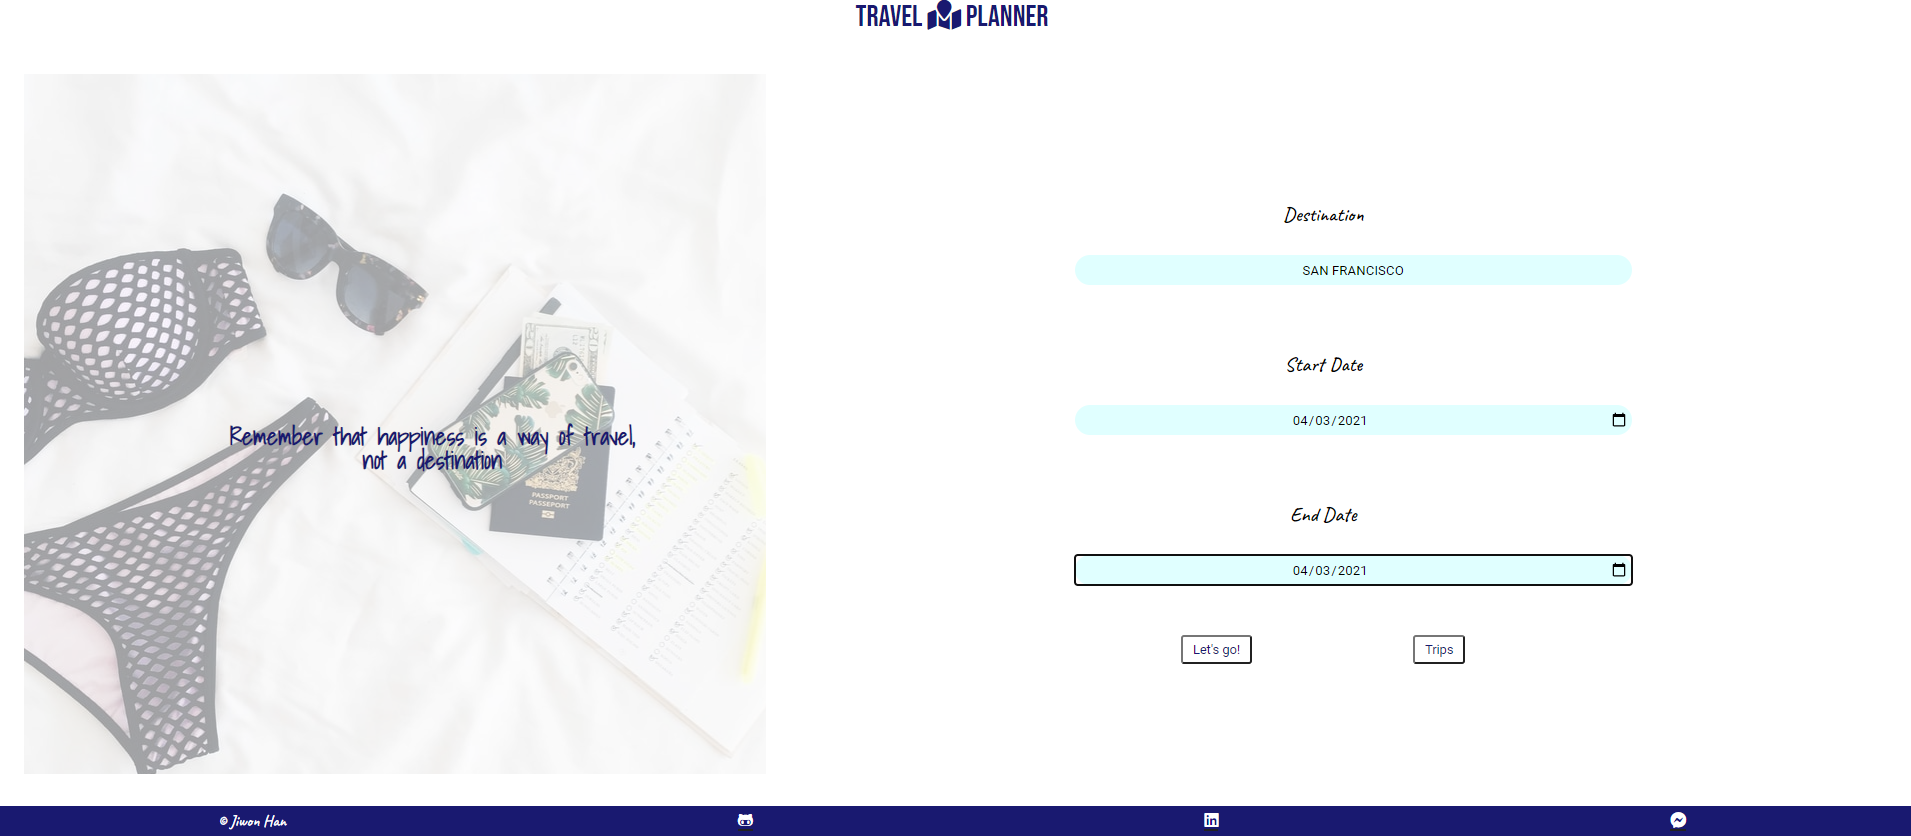 TRAVEL PLANNER
Remember that happiness is a way of travel,
not a destination
PASSPORT
PASSEPORT
Destination
SAN FRANCISCO
Start Date
04/03/2021
End Date
04/03/2021
Let's go!
Trips
© Jiwon Han